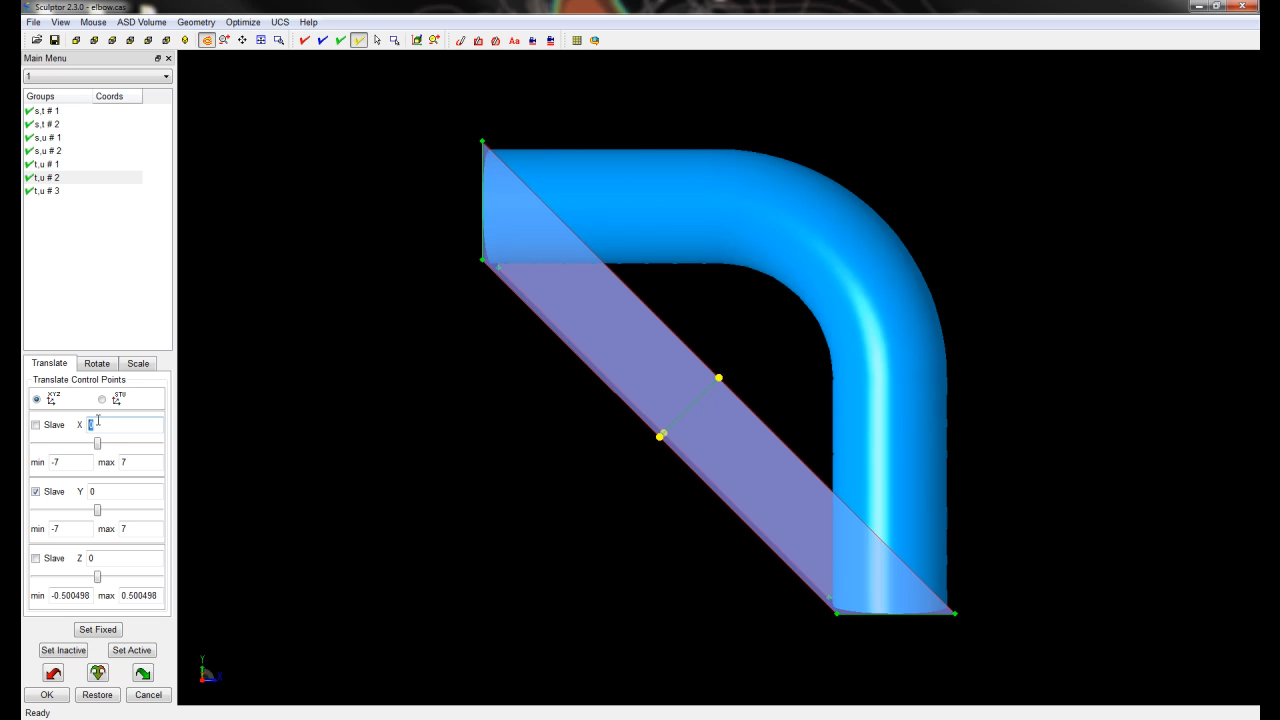 Sculptor 2.3.0 - elbow.cas
File View Mouse ASD Volume Geometry Optimize UCS Help
Aa
Main Menu
1
Groups Coords
s,t # 1
s,t # 2
s,u # 1
s,u # 2
t,u # 1
t,u # 2
t,u # 3
Translate Rotate Scale
Translate Control Points
XYZ STU
Slave X 0
min -7 max 7
Slave Y 0
min -7 max 7
Slave Z 0
min -0.500498 max 0.500498
Set Fixed
Set Inactive Set Active
OK Restore Cancel
Y
Ready